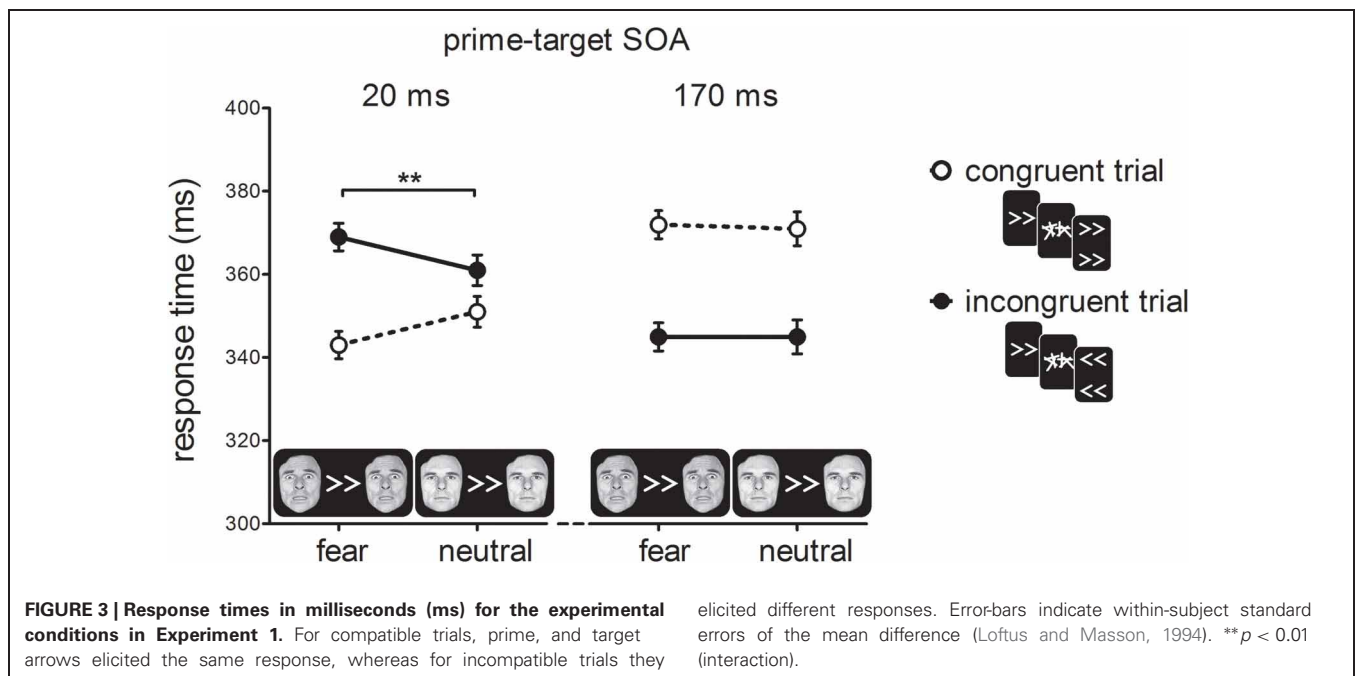 prime-target SOA
20 ms
170 ms
400
380
360
340
320
300
response time (ms)
**
congruent trial
>>
>>
>>
incongruent trial
>>
<<
<<
>>
>>
>>
>>
fear
neutral
fear
neutral
FIGURE 3 | Response times in milliseconds (ms) for the experimental
conditions in Experiment 1. For compatible trials, prime, and target
arrows elicited the same response, whereas for incompatible trials they
elicited different responses. Error-bars indicate within-subject standard
errors of the mean difference (Loftus and Masson, 1994). **p < 0.01
(interaction).